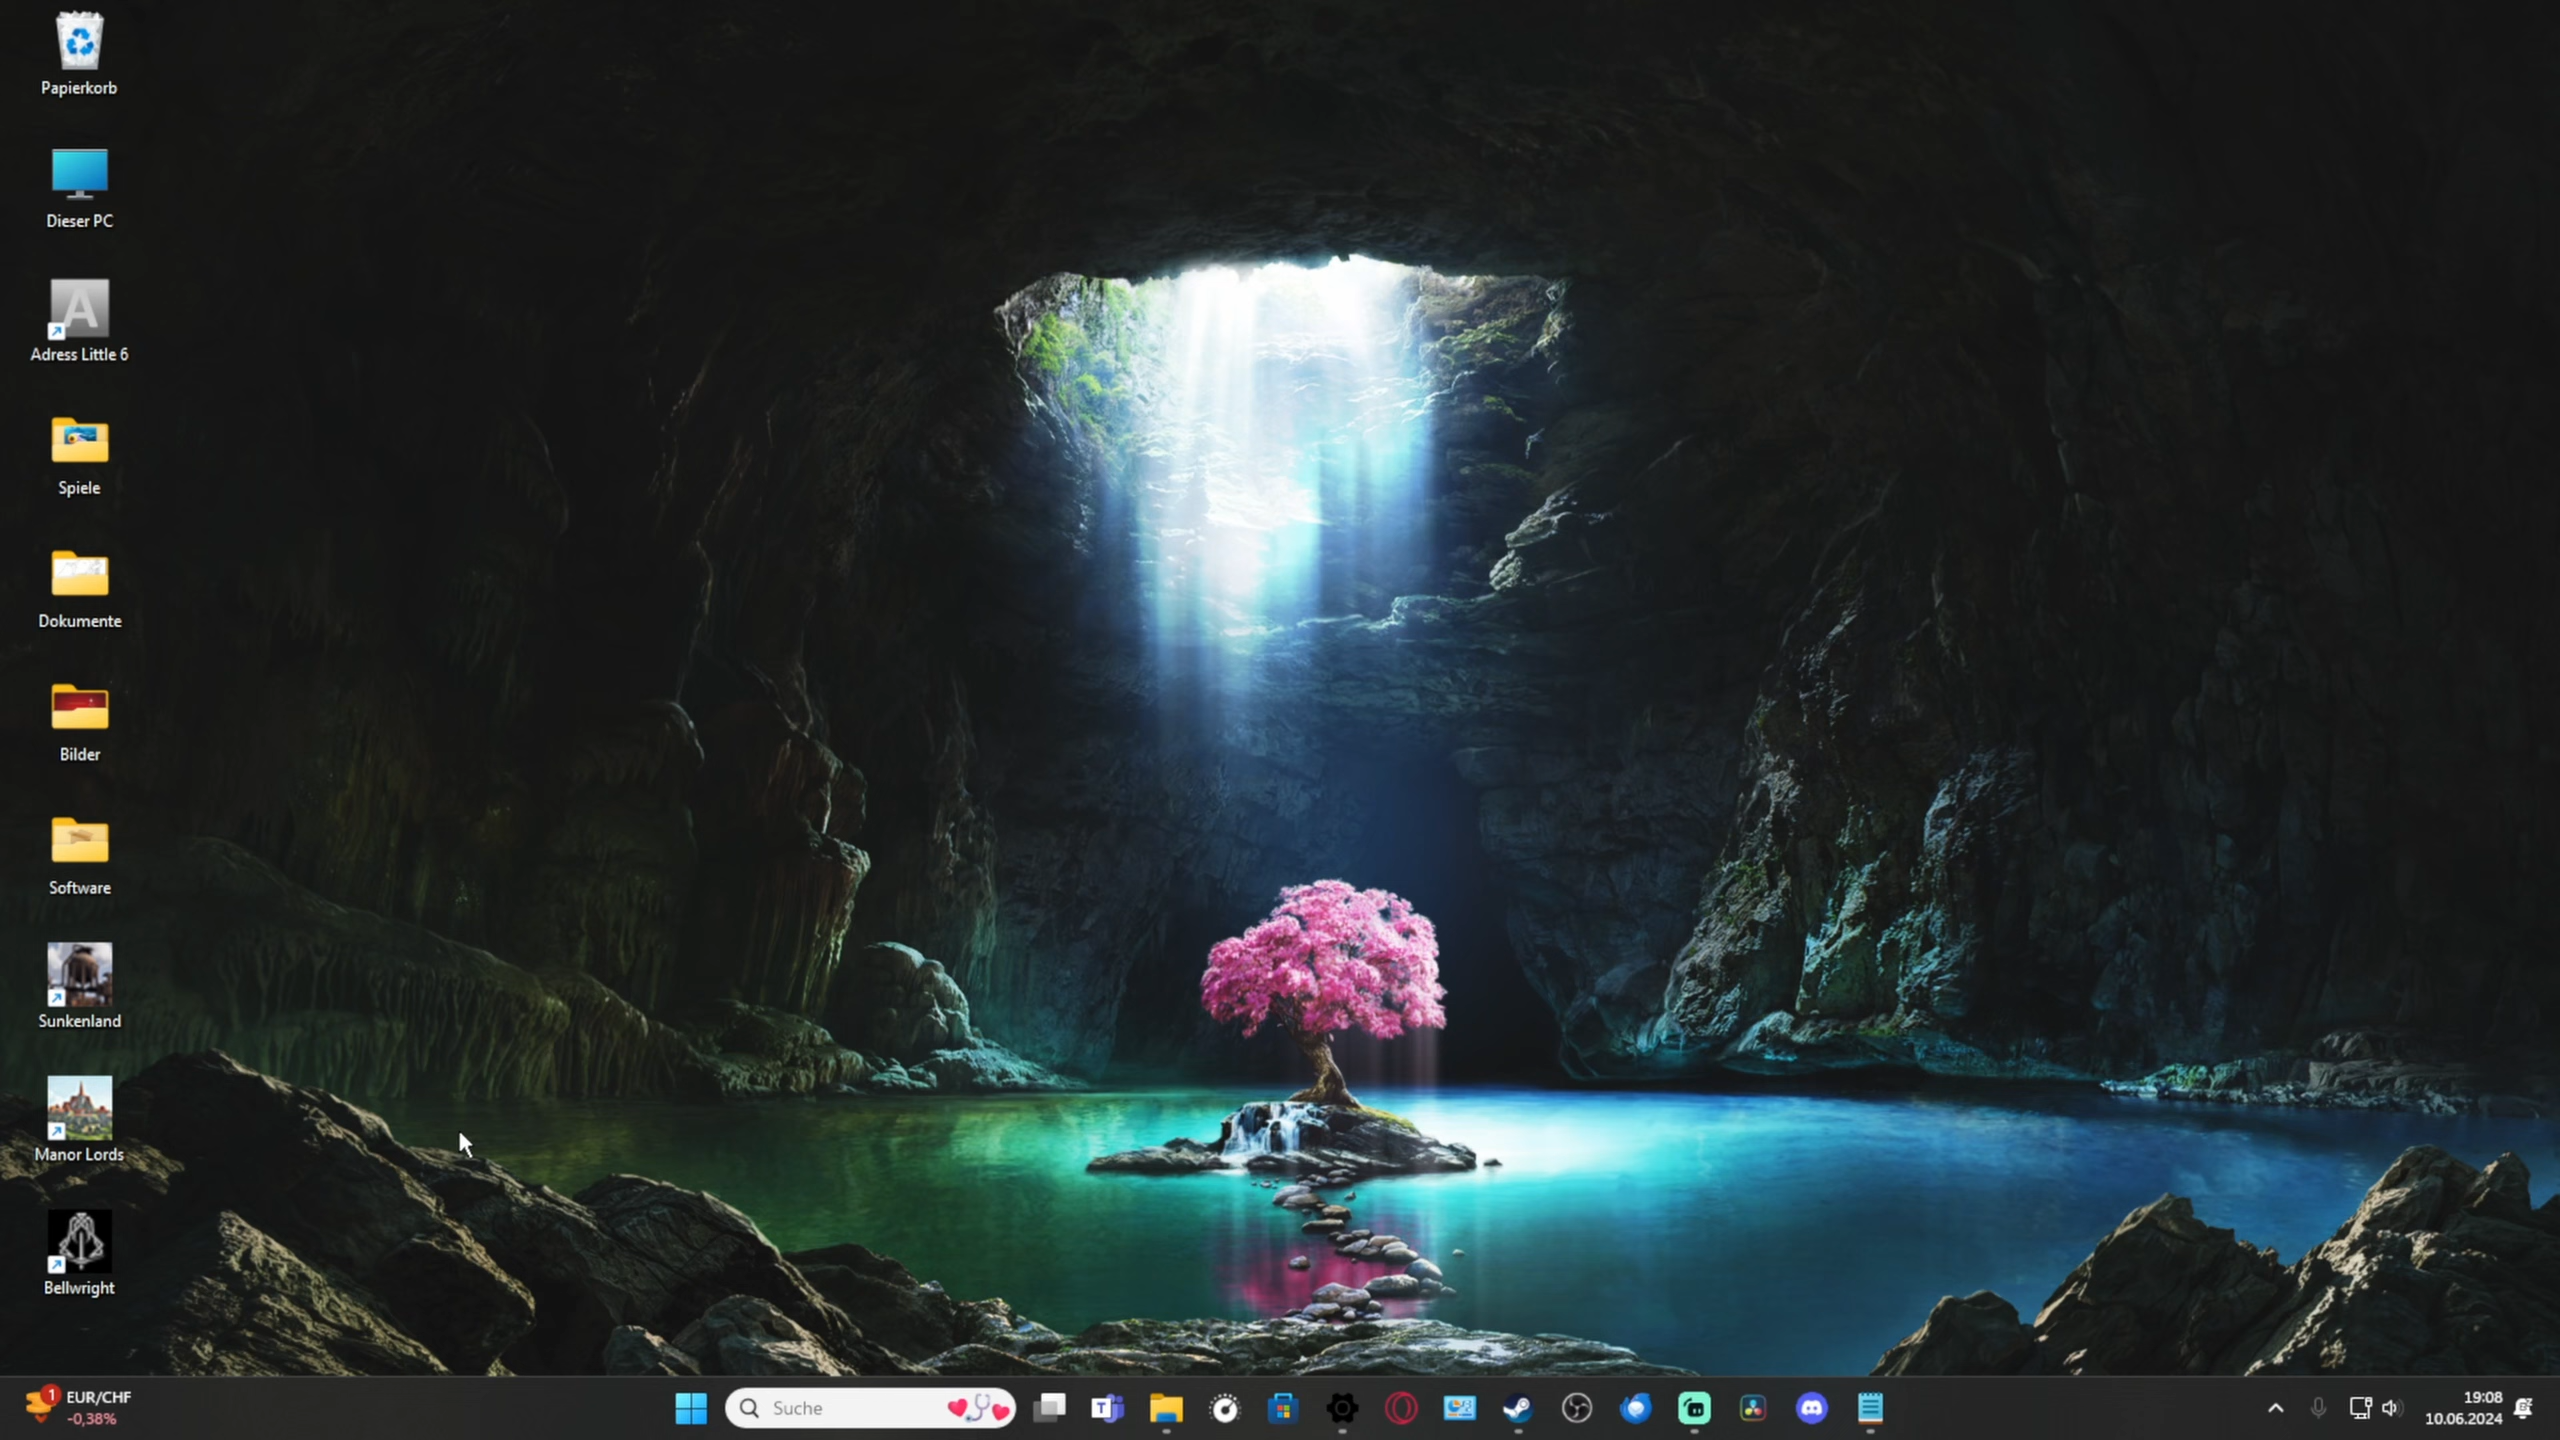 Papierkorb
Dieser PC
A
Adress Little 6
Spiele
Dokumente
Bilder
Software
Sunkenland
Manor Lords
Bellwright
1
EUR/CHF
-0,38%
Suche
T
19:08
10.06.2024